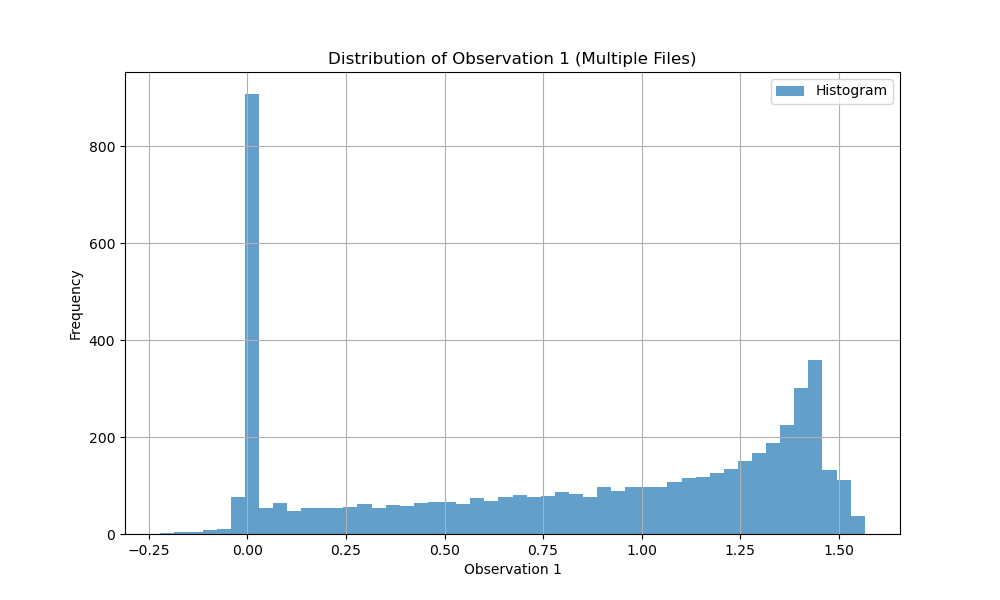 Distribution of Observation 1 (Multiple Files)
Histogram
Frequency
800
600
400
200
0
−0.25 0.00 0.25 0.50 0.75 1.00 1.25 1.50
Observation 1